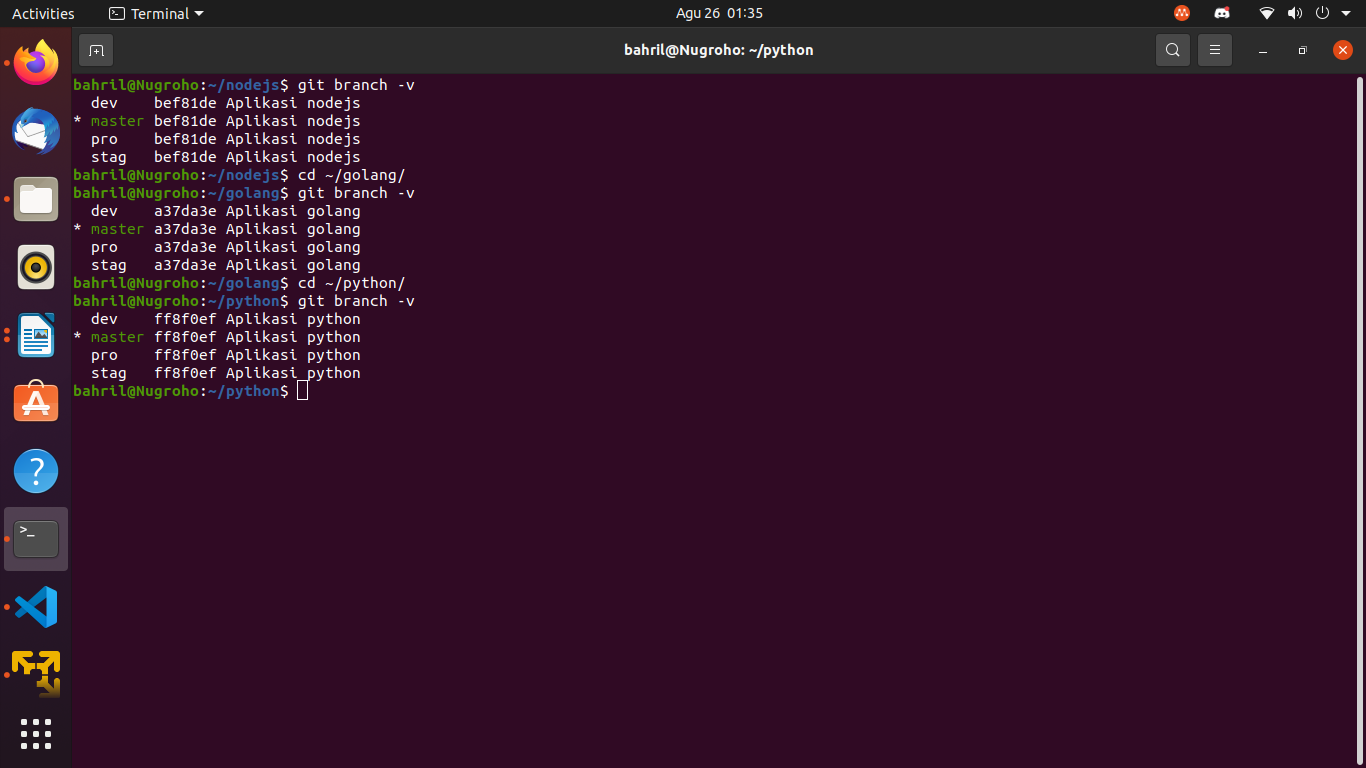 Activities
Terminal
Agu 26 01:35
bahril@Nugroho: ~/python
bahril@Nugroho:~/nodejs$ git branch -v
dev bef81de Aplikasi nodejs
* master bef81de Aplikasi nodejs
pro bef81de Aplikasi nodejs
stag bef81de Aplikasi nodejs
bahril@Nugroho:~/nodejs$ cd ~/golang/
bahril@Nugroho:~/golang$ git branch -v
dev a37da3e Aplikasi golang
* master a37da3e Aplikasi golang
pro a37da3e Aplikasi golang
stag a37da3e Aplikasi golang
bahril@Nugroho:~/golang$ cd ~/python/
bahril@Nugroho:~/python$ git branch -v
dev ff8f0ef Aplikasi python
* master ff8f0ef Aplikasi python
pro ff8f0ef Aplikasi python
stag ff8f0ef Aplikasi python
bahril@Nugroho:~/python$